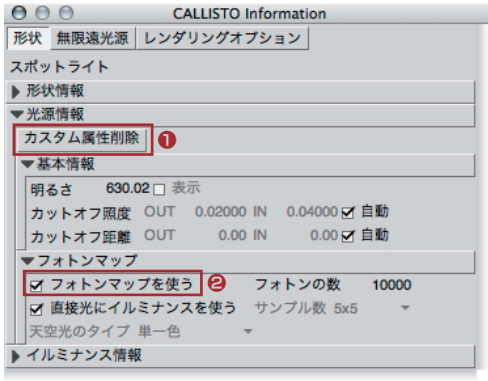 CALLISTO Information
形状 無限遠光源 レンダリングオプション
スポットライト
形状情報
光源情報
カスタム属性削除 ❶
基本情報
明るさ 630.02 表示
カットオフ照度 OUT 0.02000 IN 0.04000 自動
カットオフ距離 OUT 0.00 IN 0.00 自動
フォトンマップ
フォトンマップを使う ❷ フォトンの数 10000
直接光にイルミナンスを使う サンプル数 5x5
天空光のタイプ 単一色
イルミナンス情報